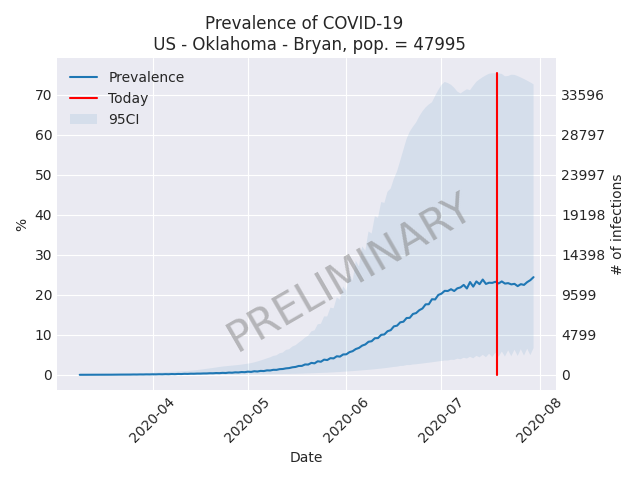 Prevalence of COVID-19
US - Oklahoma - Bryan, pop. = 47995
Prevalence
Today
95CI
70
60
50
40
30
20
10
0
%
33596
28797
23997
19198
14398
9599
4799
0
# of infections
PRELIMINARY
2020-04
2020-05
2020-06
2020-07
2020-08
Date